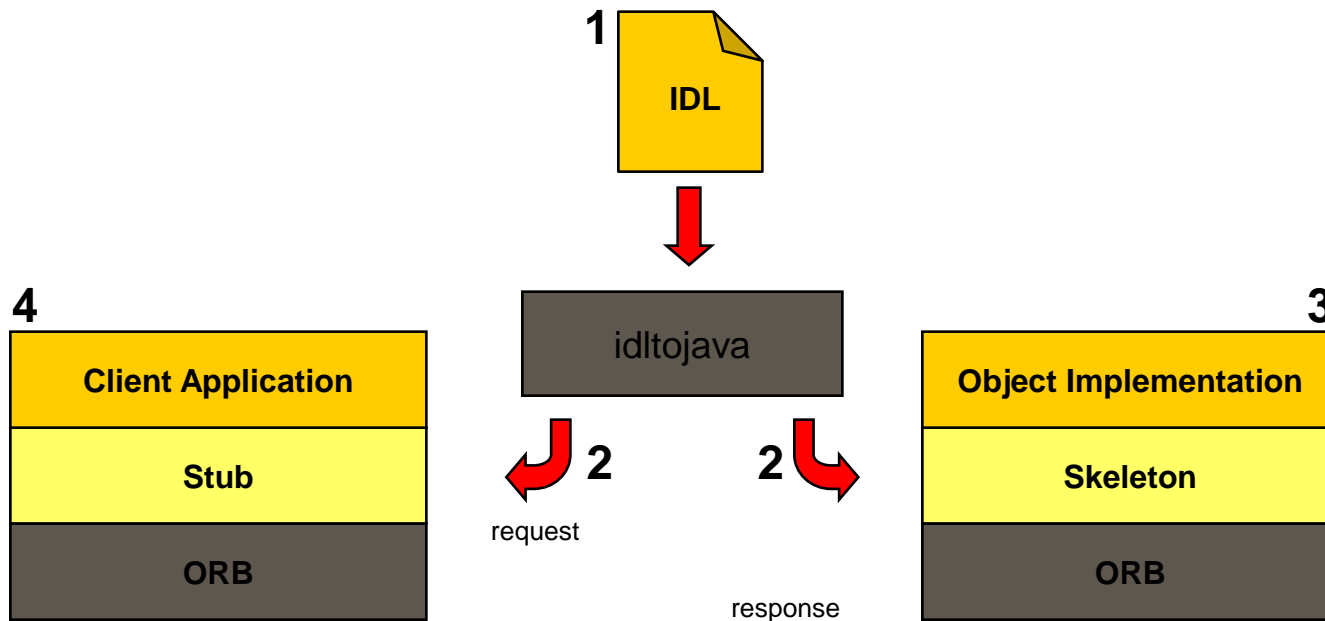 1
IDL
idltojava
4
Client Application
Stub
ORB
2
2
request
response
3
Object Implementation
Skeleton
ORB